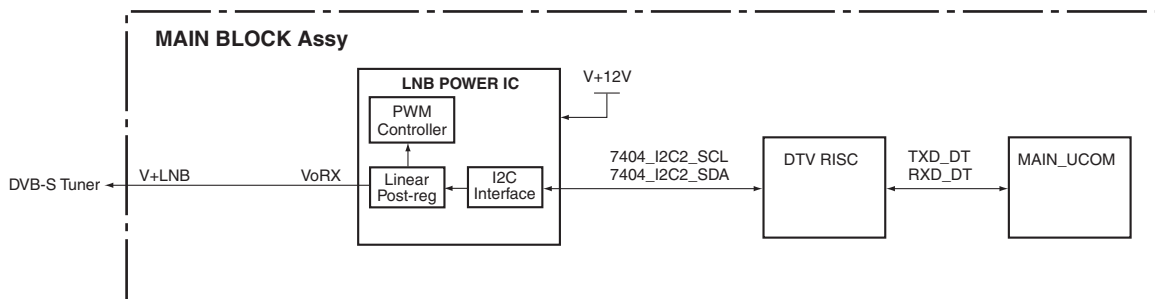 MAIN BLOCK Assy
LNB POWER IC
V+12V
PWM
Controller
7404_I2C2_SCL
7404_I2C2_SDA
DTV RISC
TXD_DT
RXD_DT
MAIN_UCOM
DVB-S Tuner
V+LNB
VoRX
Linear
Post-reg
I2C
Interface